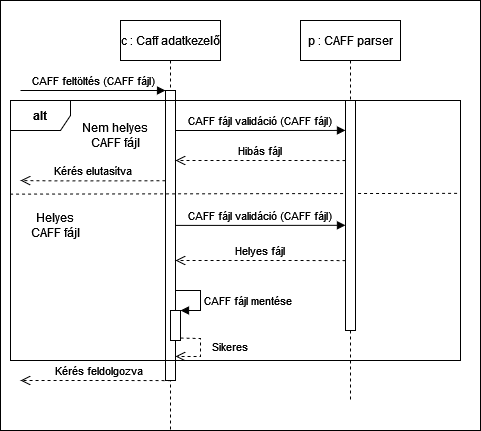 c : Caff adatkezelő
p : CAFF parser
CAFF feltöltés (CAFF fájl)
alt
Nem helyes
CAFF fájl
CAFF fájl validáció (CAFF fájl)
Hibás fájl
Kérés elutasítva
Helyes
CAFF fájl
CAFF fájl validáció (CAFF fájl)
Helyes fájl
CAFF fájl mentése
Sikeres
Kérés feldolgozva